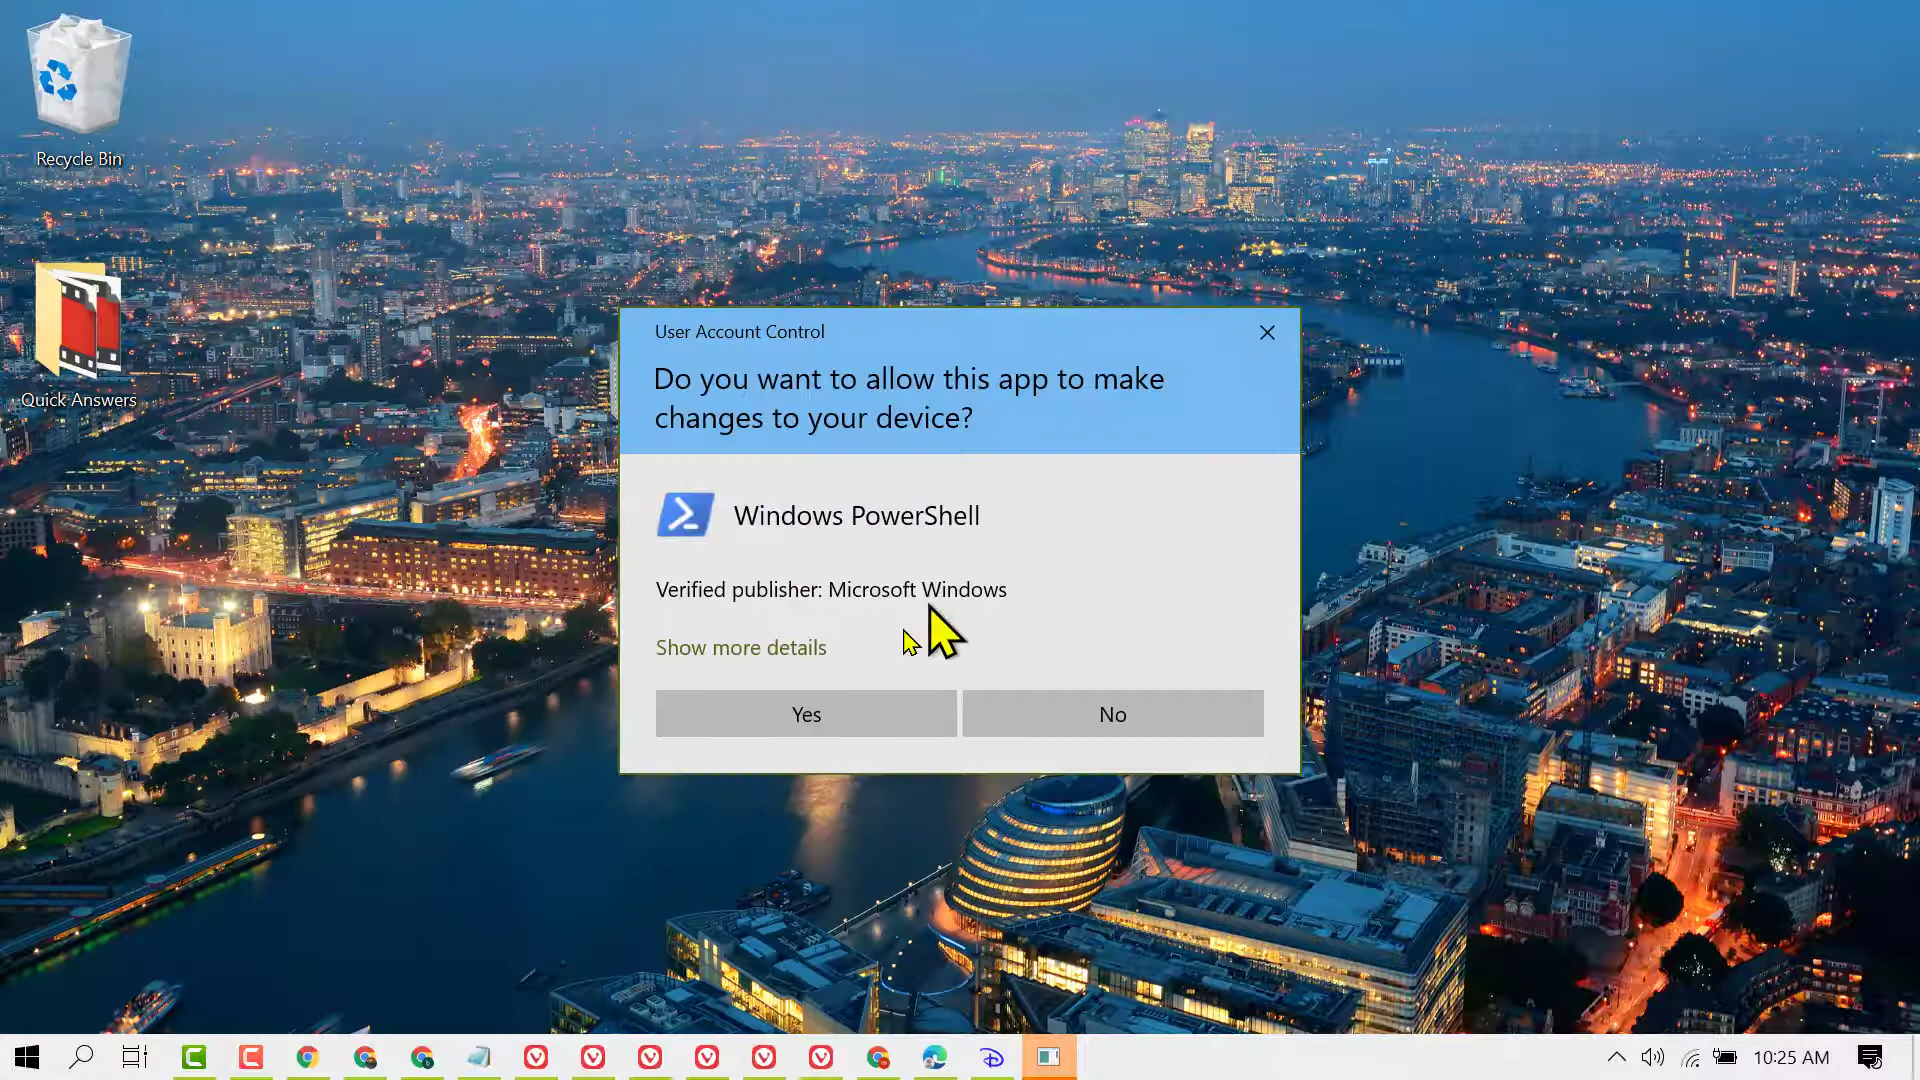 Recycle Bin
Quick Answers
User Account Control
Do you want to allow this app to make
changes to your device?
Windows PowerShell
Verified publisher: Microsoft Windows
Show more details
Yes
No
10:25 AM